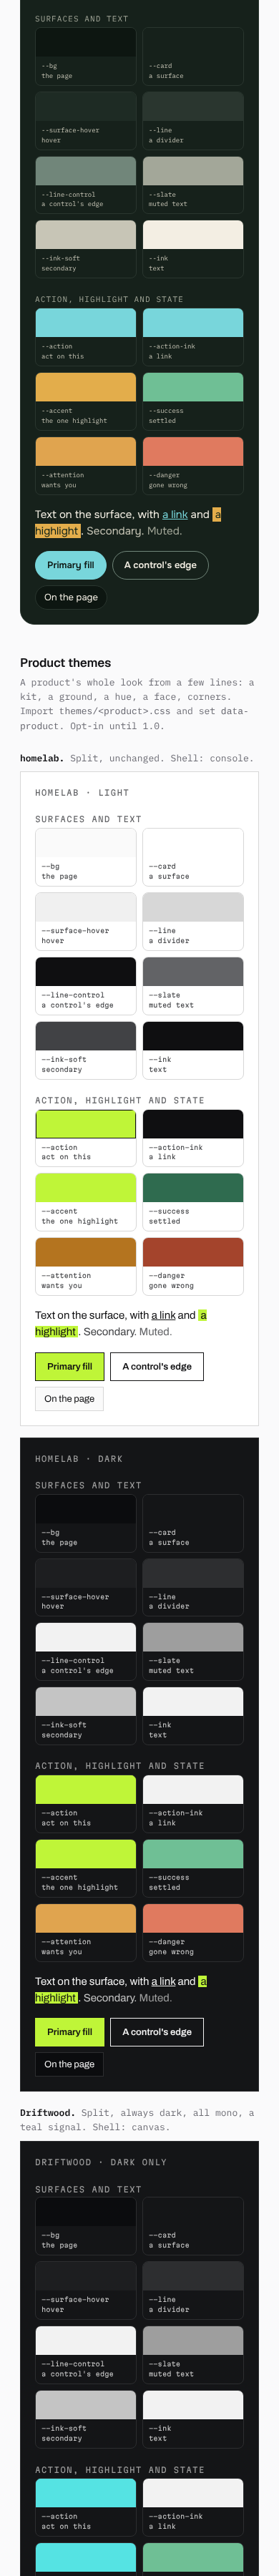 SURFACES AND TEXT
--bg
the page
--card
a surface
--surface-hover
hover
--line
a divider
--line-control
a control's edge
--slate
muted text
--ink-soft
secondary
--ink
text
ACTION, HIGHLIGHT AND STATE
--action
act on this
--action-ink
a link
--accent
the one highlight
--success
settled
--attention
wants you
--danger
gone wrong
Text on the surface, with a link and a
highlight. Secondary. Muted.
Primary fill
A control's edge
On the page
Product themes
A product's whole look from a few lines: a
kit, a ground, a hue, a face, corners.
Import themes/<product>.css and set data-
product. Opt-in until 1.0.
homelab. Split, unchanged. Shell: console.
HOMELAB · LIGHT
SURFACES AND TEXT
--bg
the page
--card
a surface
--surface-hover
hover
--line
a divider
--line-control
a control's edge
--slate
muted text
--ink-soft
secondary
--ink
text
ACTION, HIGHLIGHT AND STATE
--action
act on this
--action-ink
a link
--accent
the one highlight
--success
settled
--attention
wants you
--danger
gone wrong
Text on the surface, with a link and a
highlight. Secondary. Muted.
Primary fill
A control's edge
On the page
HOMELAB · DARK
SURFACES AND TEXT
--bg
the page
--card
a surface
--surface-hover
hover
--line
a divider
--line-control
a control's edge
--slate
muted text
--ink-soft
secondary
--ink
text
ACTION, HIGHLIGHT AND STATE
--action
act on this
--action-ink
a link
--accent
the one highlight
--success
settled
--attention
wants you
--danger
gone wrong
Text on the surface, with a link and a
highlight. Secondary. Muted.
Primary fill
A control's edge
On the page
Driftwood. Split, always dark, all mono, a
teal signal. Shell: canvas.
DRIFTWOOD · DARK ONLY
SURFACES AND TEXT
--bg
the page
--card
a surface
--surface-hover
hover
--line
a divider
--line-control
a control's edge
--slate
muted text
--ink-soft
secondary
--ink
text
ACTION, HIGHLIGHT AND STATE
--action
act on this
--action-ink
a link